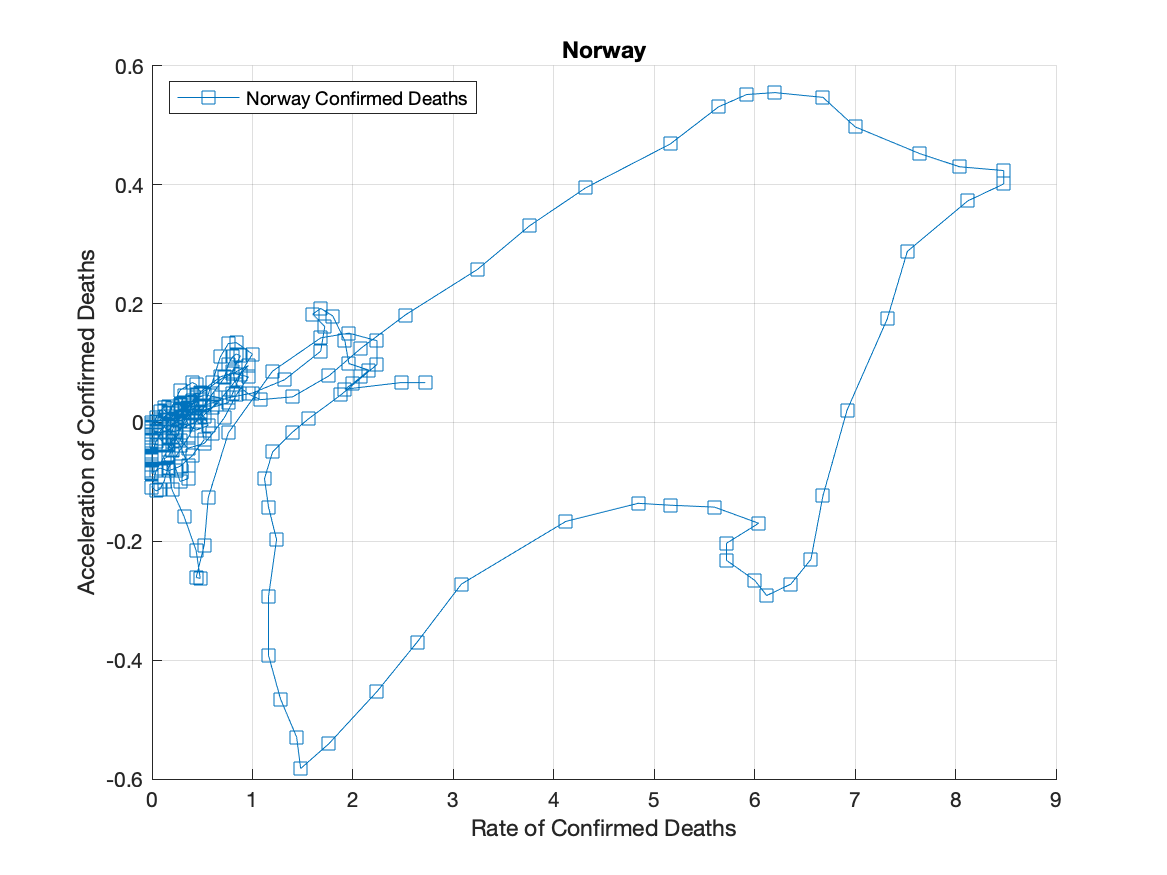 Norway
0.6
Norway Confirmed Deaths
0.4
0.2
0
-0.2
-0.4
-0.6
Acceleration of Confirmed Deaths
0 1 2 3 4 5 6 7 8 9
Rate of Confirmed Deaths